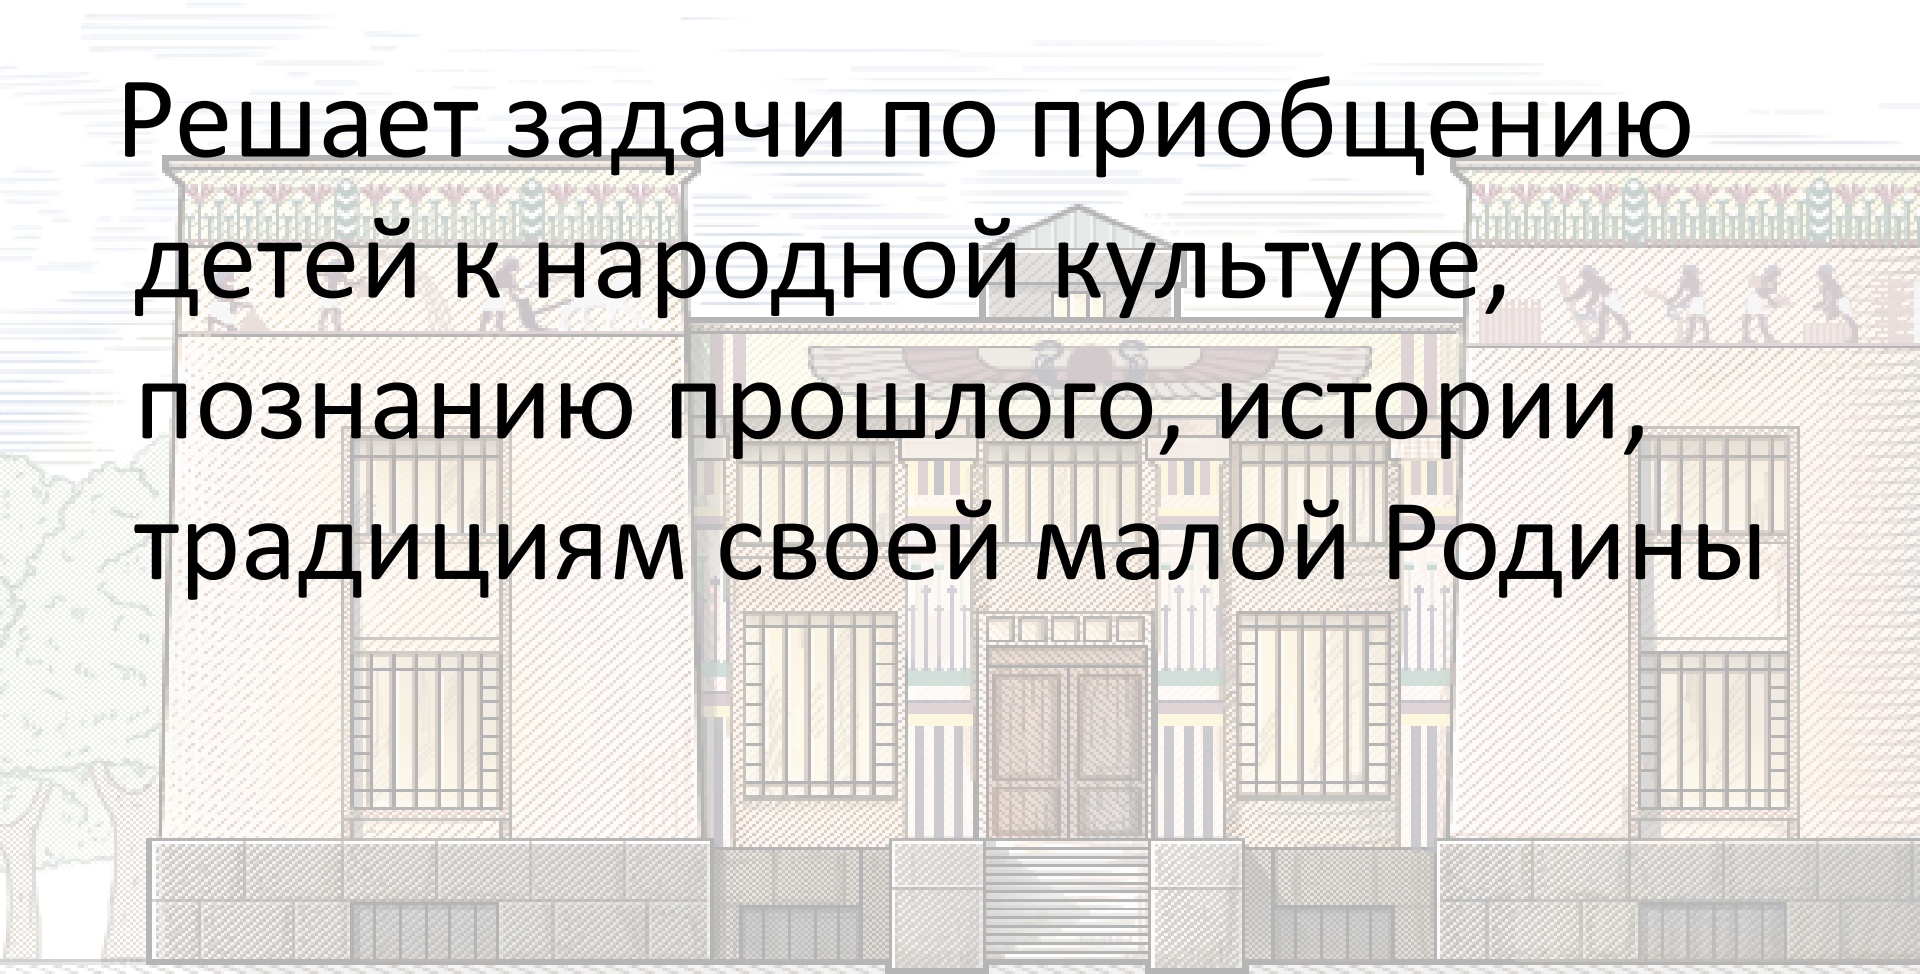 Решает задачи по приобщению
детей к народной культуре,
познанию прошлого, истории,
традициям своей малой Родины